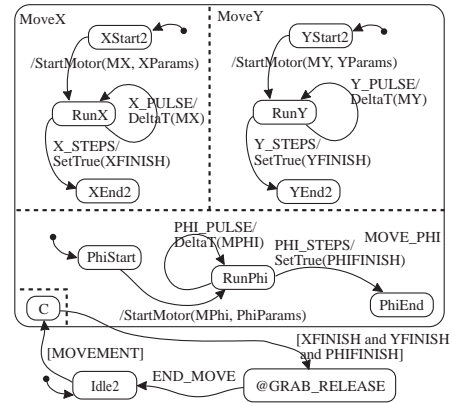 MoveX
MoveY
XStart2
YStart2
/StartMotor(MX, XParams)
/StartMotor(MY, YParams)
X_PULSE/
DeltaT(MX)
Y_PULSE/
DeltaT(MY)
RunX
RunY
X_STEPS/
SetTrue(XFINISH)
Y_STEPS/
SetTrue(YFINISH)
XEnd2
YEnd2
PHI_PULSE/
DeltaT(MPHI)
PHI_STEPS/
SetTrue(PHIFINISH)
MOVE_PHI
PhiStart
RunPhi
PhiEnd
C
/StartMotor(MPhi, PhiParams)
[XFINISH and YFINISH
and PHIFINISH]
[MOVEMENT]
END_MOVE
Idle2
@GRAB_RELEASE